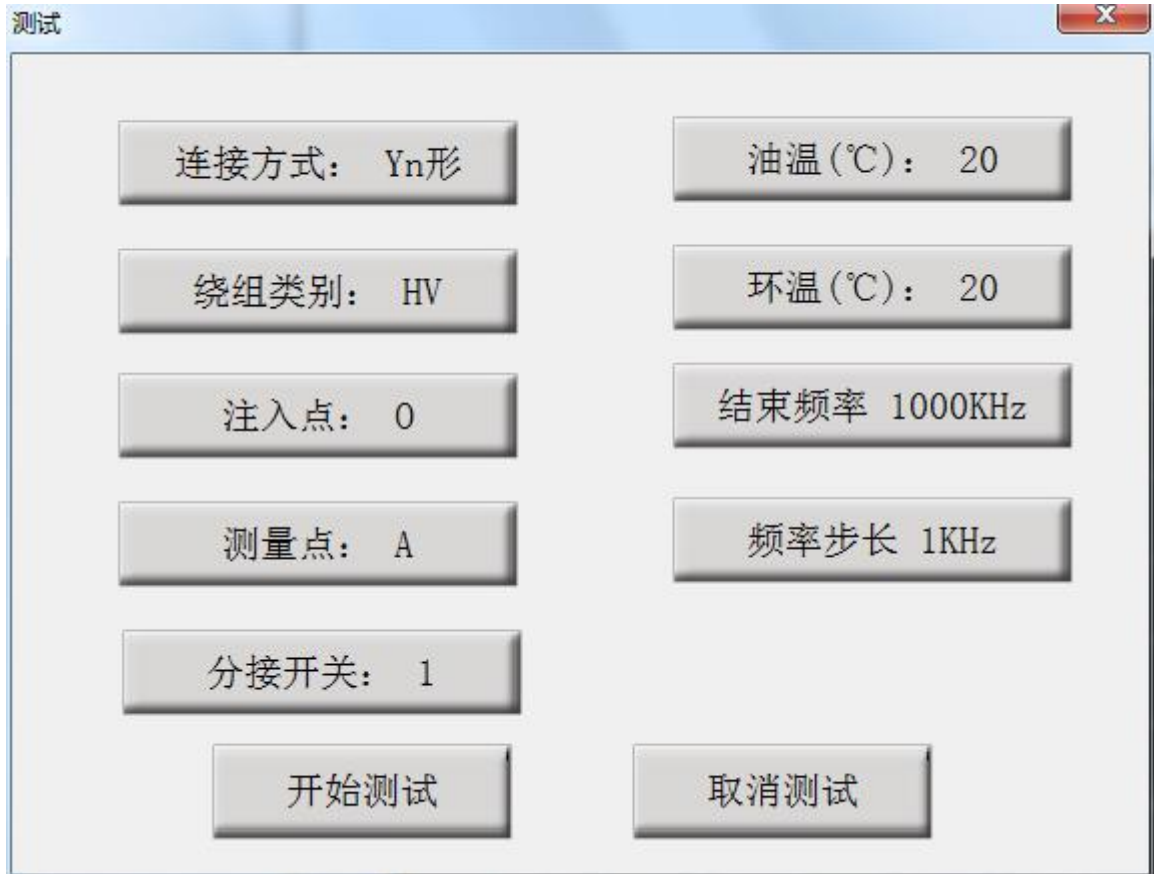 测试
连接方式： Yn形
油温(℃)： 20
绕组类别： HV
环温(℃)： 20
注入点： O
结束频率 1000KHz
测量点： A
频率步长 1KHz
分接开关： 1
开始测试
取消测试